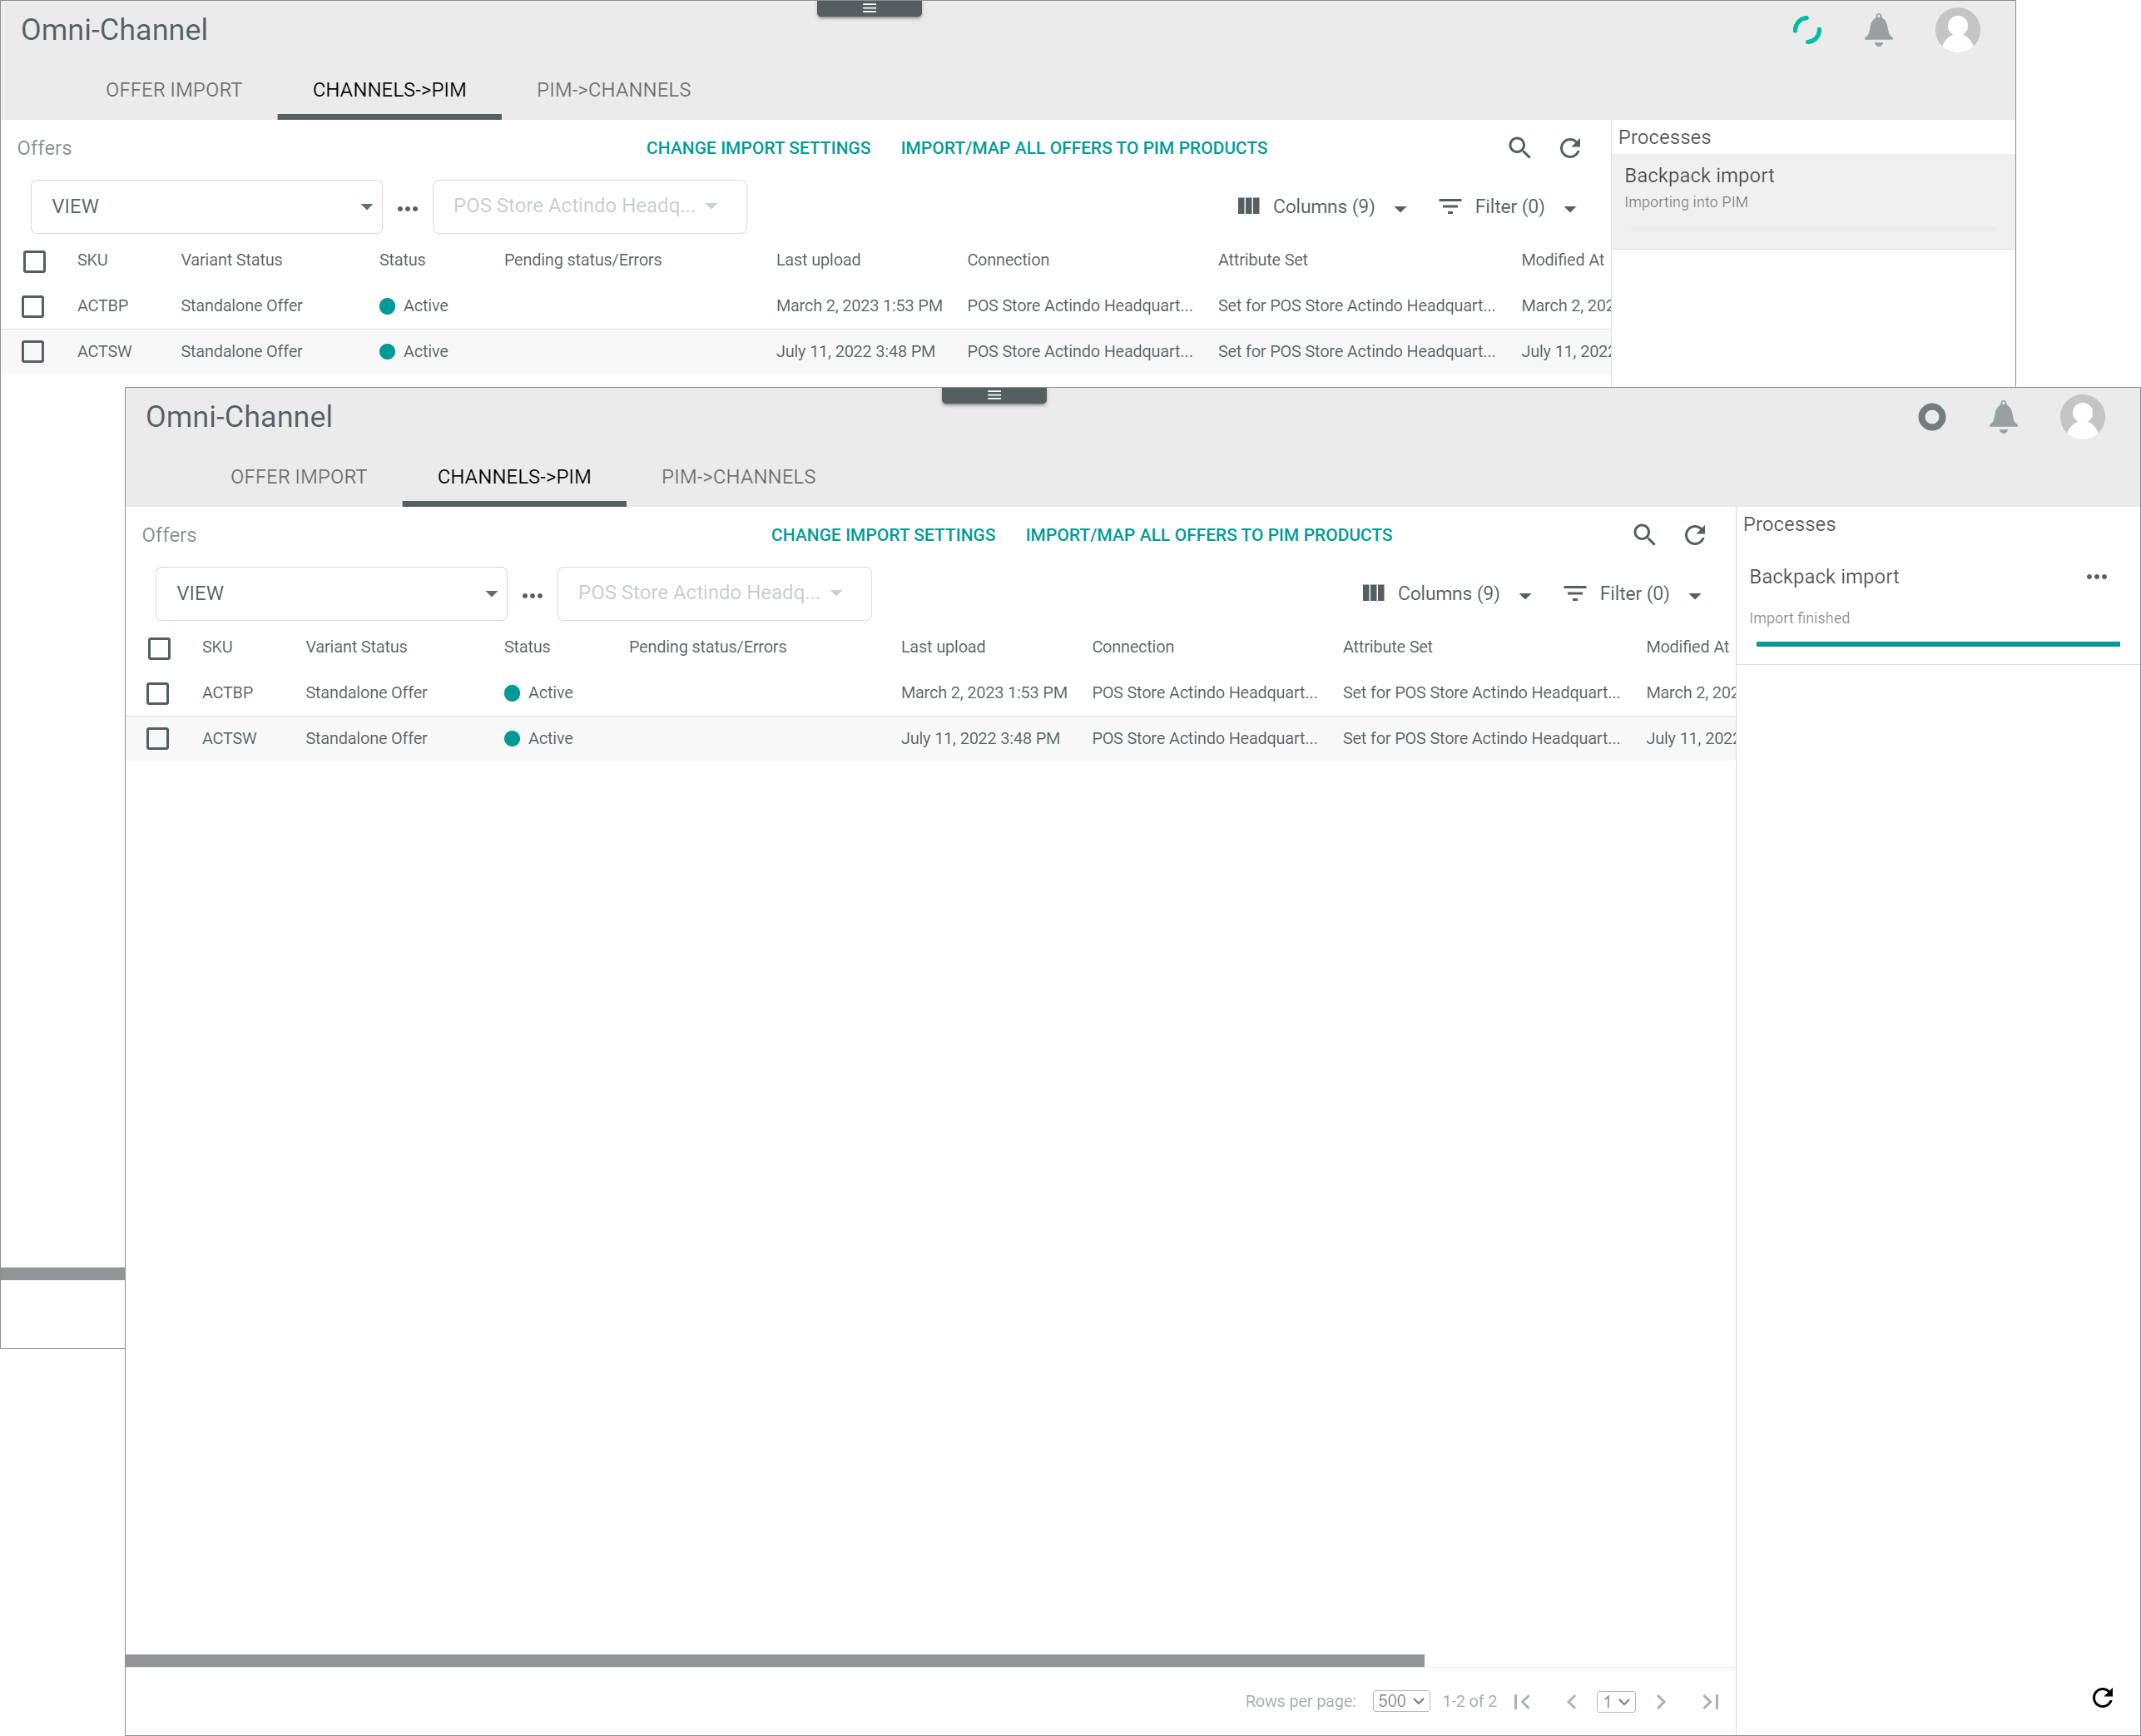 Omni-Channel
OFFER IMPORT CHANNELS->PIM PIM->CHANNELS
Offers CHANGE IMPORT SETTINGS IMPORT/MAP ALL OFFERS TO PIM PRODUCTS
Processes
Backpack import
Importing into PIM
VIEW ... POS Store Actindo Headq... Columns (9) Filter (0)
SKU Variant Status Status Pending status/Errors Last upload Connection Attribute Set Modified At
ACTBP Standalone Offer Active March 2, 2023 1:53 PM POS Store Actindo Headquart... Set for POS Store Actindo Headquart... March 2, 202
ACTSW Standalone Offer Active July 11, 2022 3:48 PM POS Store Actindo Headquart... Set for POS Store Actindo Headquart... July 11, 2022
Omni-Channel
OFFER IMPORT CHANNELS->PIM PIM->CHANNELS
Offers CHANGE IMPORT SETTINGS IMPORT/MAP ALL OFFERS TO PIM PRODUCTS
Processes
Backpack import ...
Import finished
VIEW ... POS Store Actindo Headq... Columns (9) Filter (0)
SKU Variant Status Status Pending status/Errors Last upload Connection Attribute Set Modified At
ACTBP Standalone Offer Active March 2, 2023 1:53 PM POS Store Actindo Headquart... Set for POS Store Actindo Headquart... March 2, 202
ACTSW Standalone Offer Active July 11, 2022 3:48 PM POS Store Actindo Headquart... Set for POS Store Actindo Headquart... July 11, 2022
Rows per page: 500 1-2 of 2 1